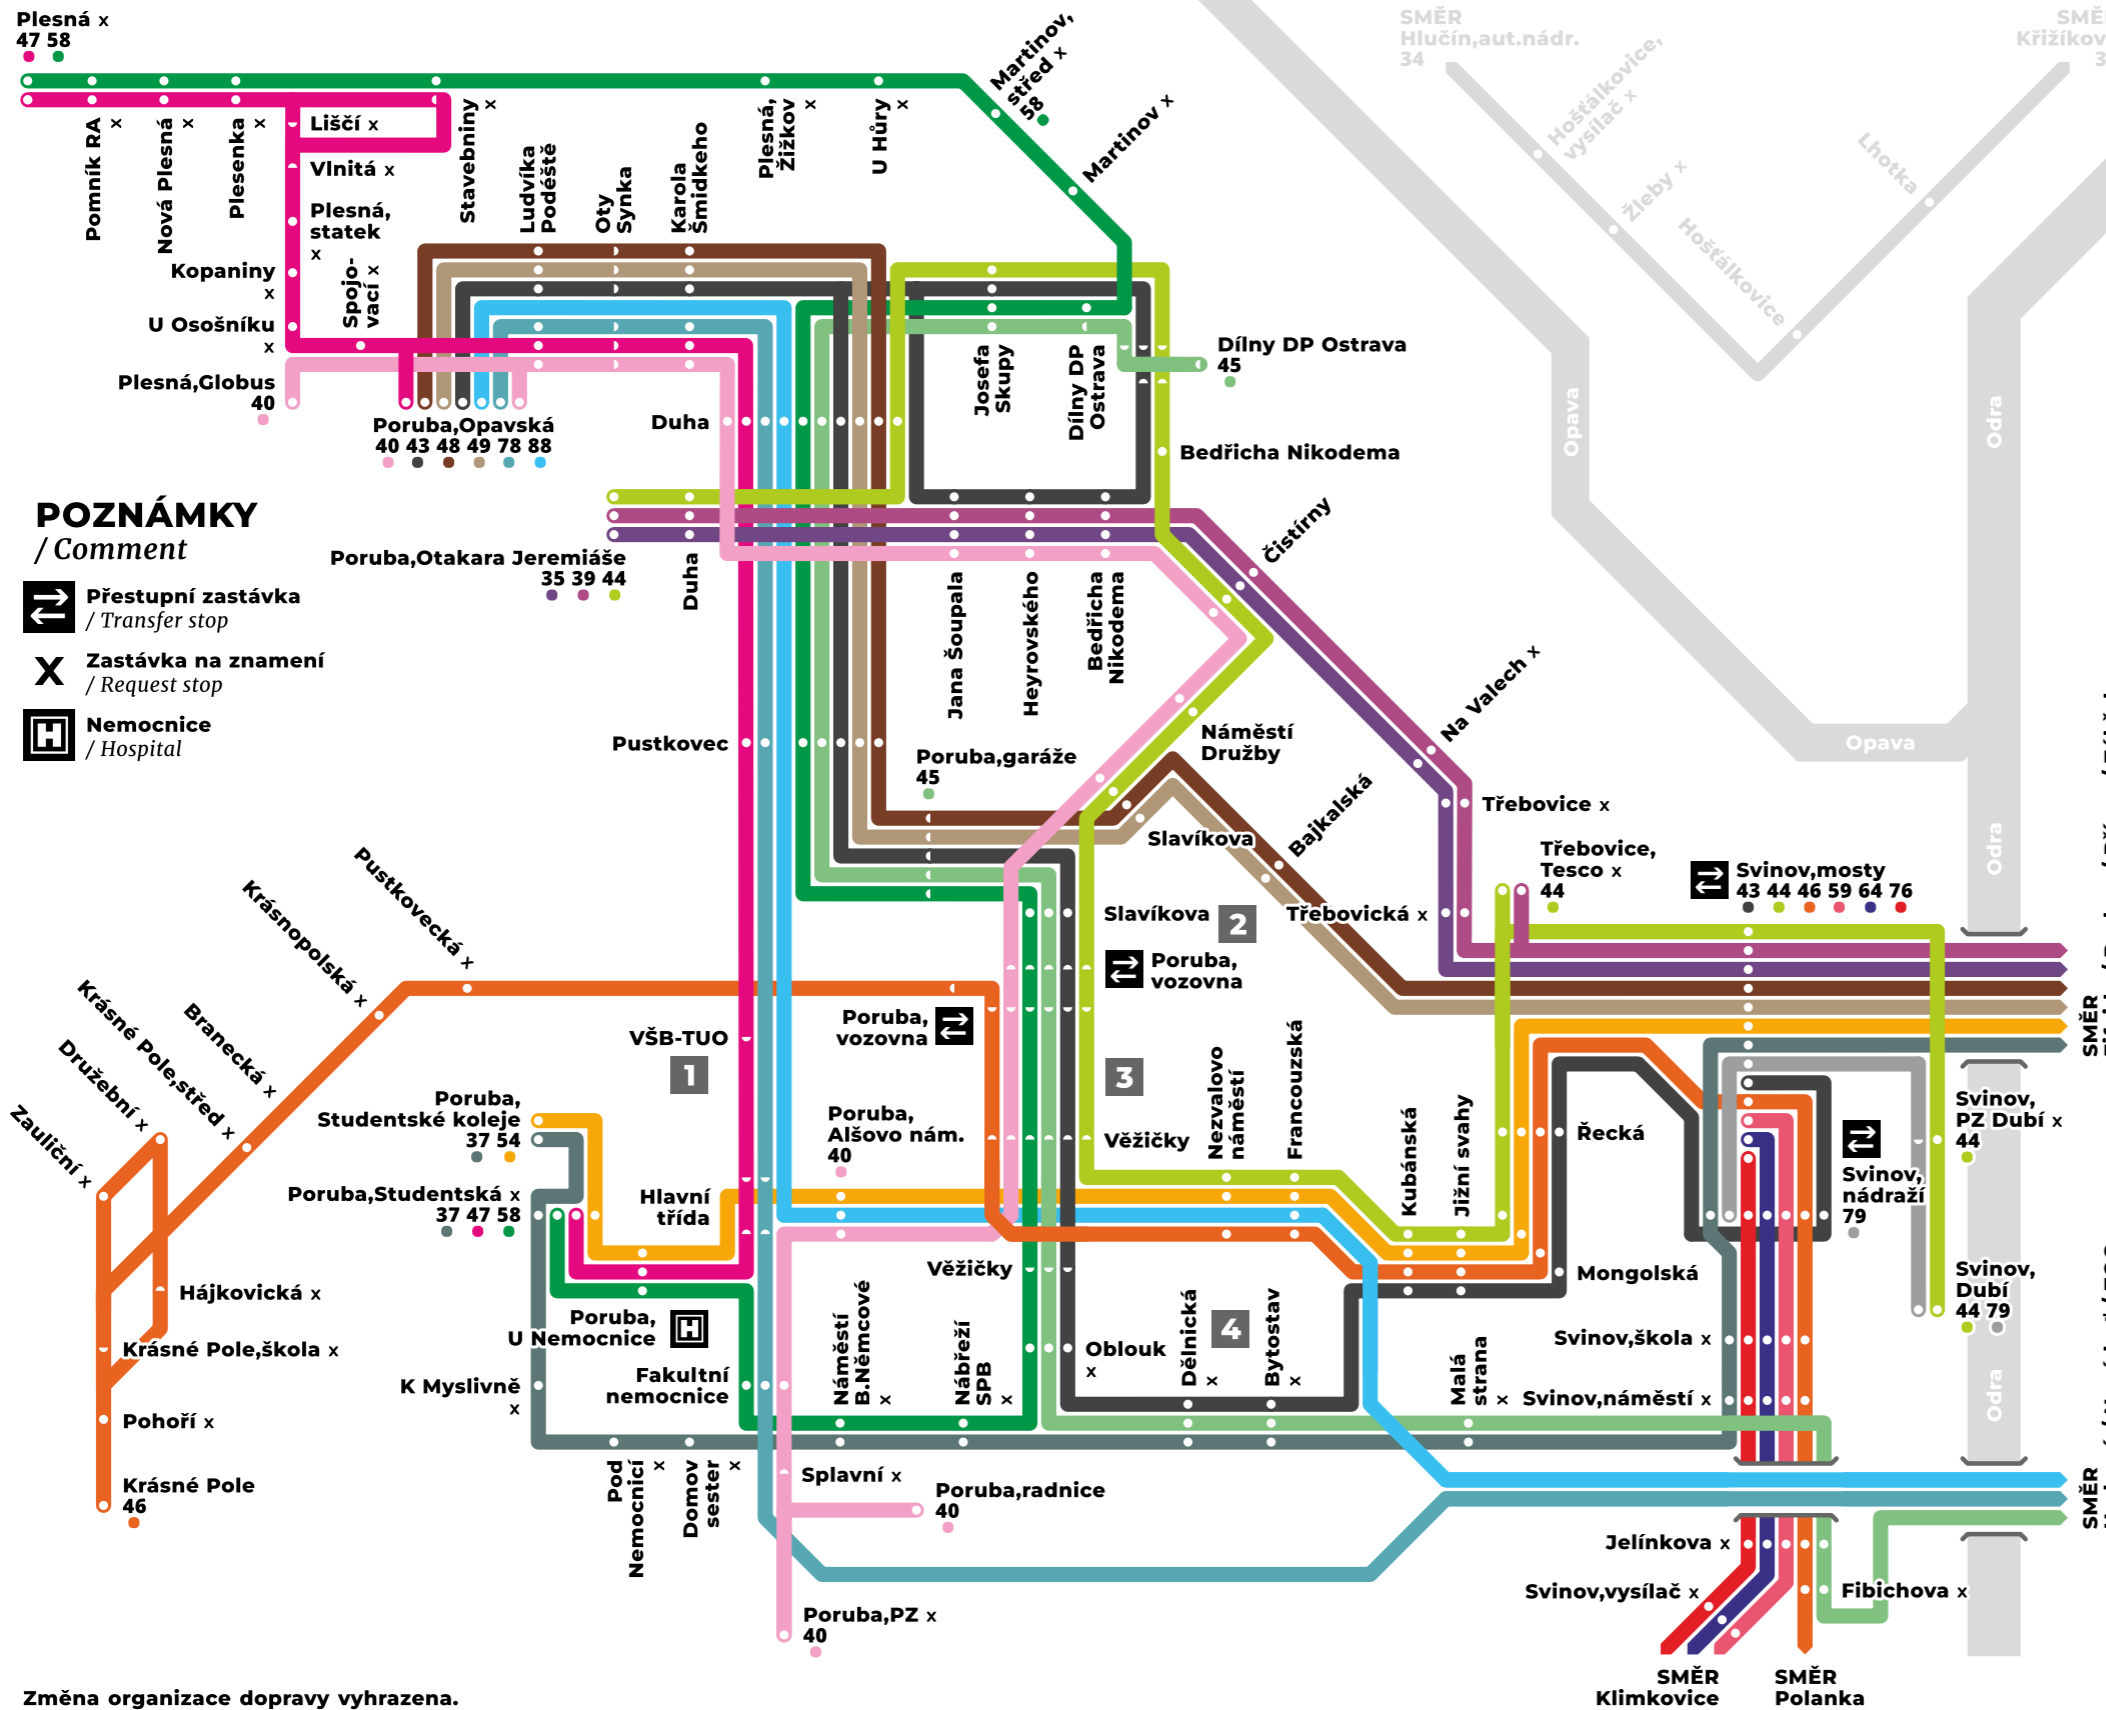 Plesná x
47 58
Martinov,
střed x
58
Martinov x
SMĚR
Hlučín,aut.nádr.
34
Hošťálkovice,
vysílač x
Žleby x
Hošťálkovice
Lhotka
SMĚR
Pomník RA x
Nová Plesná x
Plesenka x
Liščí x
Vlnitá x
Plesná,
statek
x
Stavebniny x
Ludvíka
Poděště
Oty
Synka
Karola
Šmidkeho
Plesná,
Žižkov x
U Hůry x
Kopaniny
x
Spojo-
vací x
U Osošníku
x
Plesná,Globus
40
Poruba,Opavská
40 43 48 49 78 88
Duha
Josefa
Skupy
Dílny DP
Ostrava
Dílny DP Ostrava
45
Bedřicha Nikodema
Opava
Odra
POZNÁMKY
/ Comment
Přestupní zastávka
/ Transfer stop
X
Zastávka na znamení
/ Request stop
H
Nemocnice
/ Hospital
Poruba,Otakara Jeremiáše
35 39 44
Duha
Jana Šoupala
Heyrovského
Bedřicha
Nikodema
Čistírny
Na Valech x
Pustkovec
Poruba,garáže
45
Náměstí
Družby
Slavíkova
Bajkalská
Opava
Třebovice x
Třebovice,
Tesco x
44
Svinov,mosty
43 44 46 59 64 76
Odra
Třebovická x
Slavíkova
2
Poruba,
vozovna
Pustkovecká x
Krásnopolská x
Branecká x
Krásné Pole,střed x
Družební x
Zauliční x
VŠB-TUO
1
Poruba,
vozovna
3
Poruba,
Studentské koleje
37 54
Poruba,
Alšovo nám.
40
Věžičky
Nezvalovo
náměstí
Francouzská
Kubánská
Jižní svahy
Řecká
SMĚR
Svinov,
PZ Dubí x
44
Svinov,
nádraží
79
Poruba,Studentská x
37 47 58
Hlavní
třída
Věžičky
Mongolská
Svinov,
Dubí
44 79
Hájkovická x
Poruba,
U Nemocnice
H
Krásné Pole,škola x
Fakultní
nemocnice
Náměstí
B.Němcové x
Nábřeží
SPB x
Oblouk
x
Dělnická x
4
Bytostav x
Malá
strana x
Svinov,škola x
Svinov,náměstí x
Odra
K Myslivně
x
Pohoří x
Krásné Pole
46
Pod
Nemocnicí x
Domov
sester x
Splavní x
Poruba,radnice
40
SMĚR
Jelínkova x
Svinov,vysílač x
Fibichova x
Poruba,PZ x
40
SMĚR
Klimkovice
SMĚR
Polanka
Změna organizace dopravy vyhrazena.